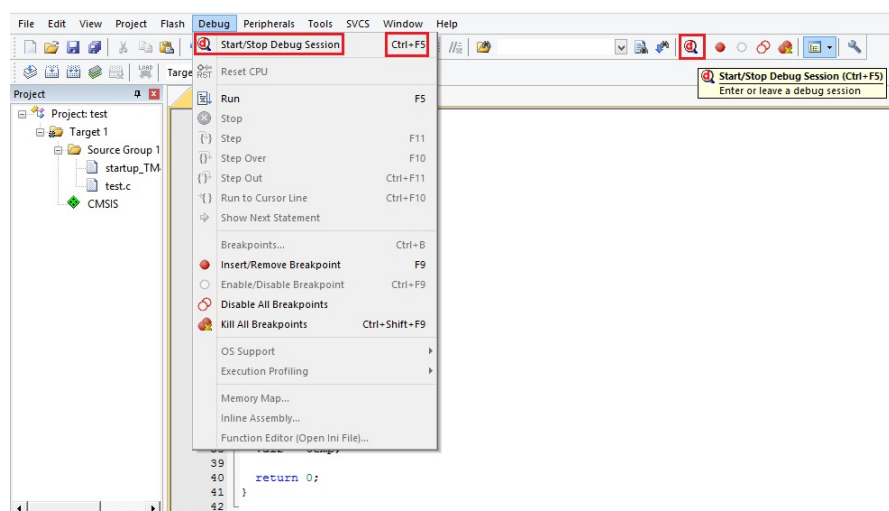 File Edit View Project Flash Debug Peripherals Tools SVCS Window Help
Start/Stop Debug Session Ctrl+F5
LOAD
Targe
RST Reset CPU
Start/Stop Debug Session (Ctrl+F5)
Enter or leave a debug session
Project
Run F5
Project: test
Stop
Target 1
Step F11
Source Group 1
Step Over F10
startup_TM
Step Out Ctrl+F11
test.c
Run to Cursor Line Ctrl+F10
CMSIS
Show Next Statement
Breakpoints... Ctrl+B
Insert/Remove Breakpoint F9
Enable/Disable Breakpoint Ctrl+F9
Disable All Breakpoints
Kill All Breakpoints Ctrl+Shift+F9
OS Support
Execution Profiling
Memory Map...
Inline Assembly...
Function Editor (Open Ini File)...
39
40 return 0;
41 }
42